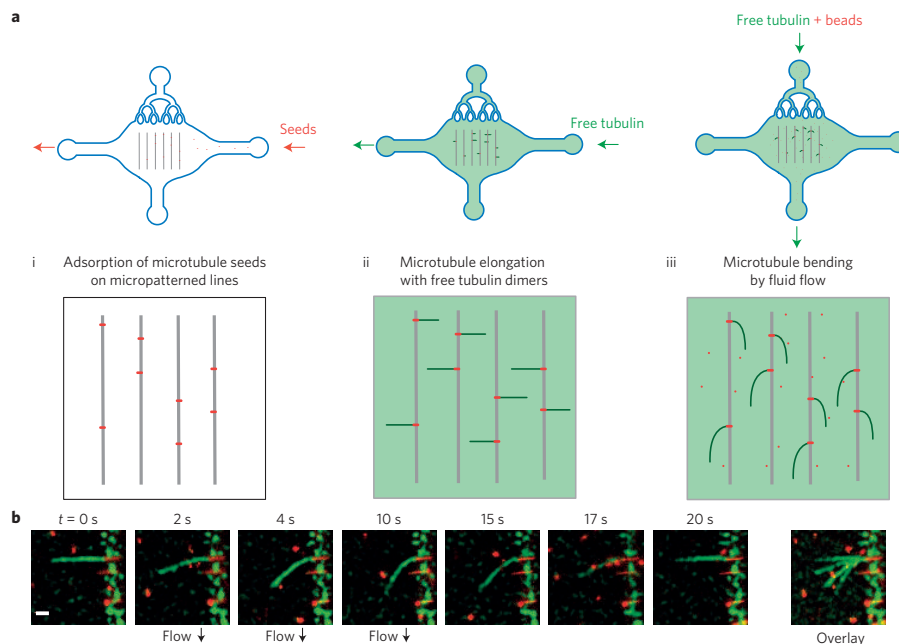 a
Free tubulin + beads
Seeds
Free tubulin
i Adsorption of microtubule seeds
on micropatterned lines
ii Microtubule elongation
with free tubulin dimers
iii Microtubule bending
by fluid flow
b
t = 0 s 2 s 4 s 10 s 15 s 17 s 20 s
Flow ↓ Flow ↓ Flow ↓ Overlay